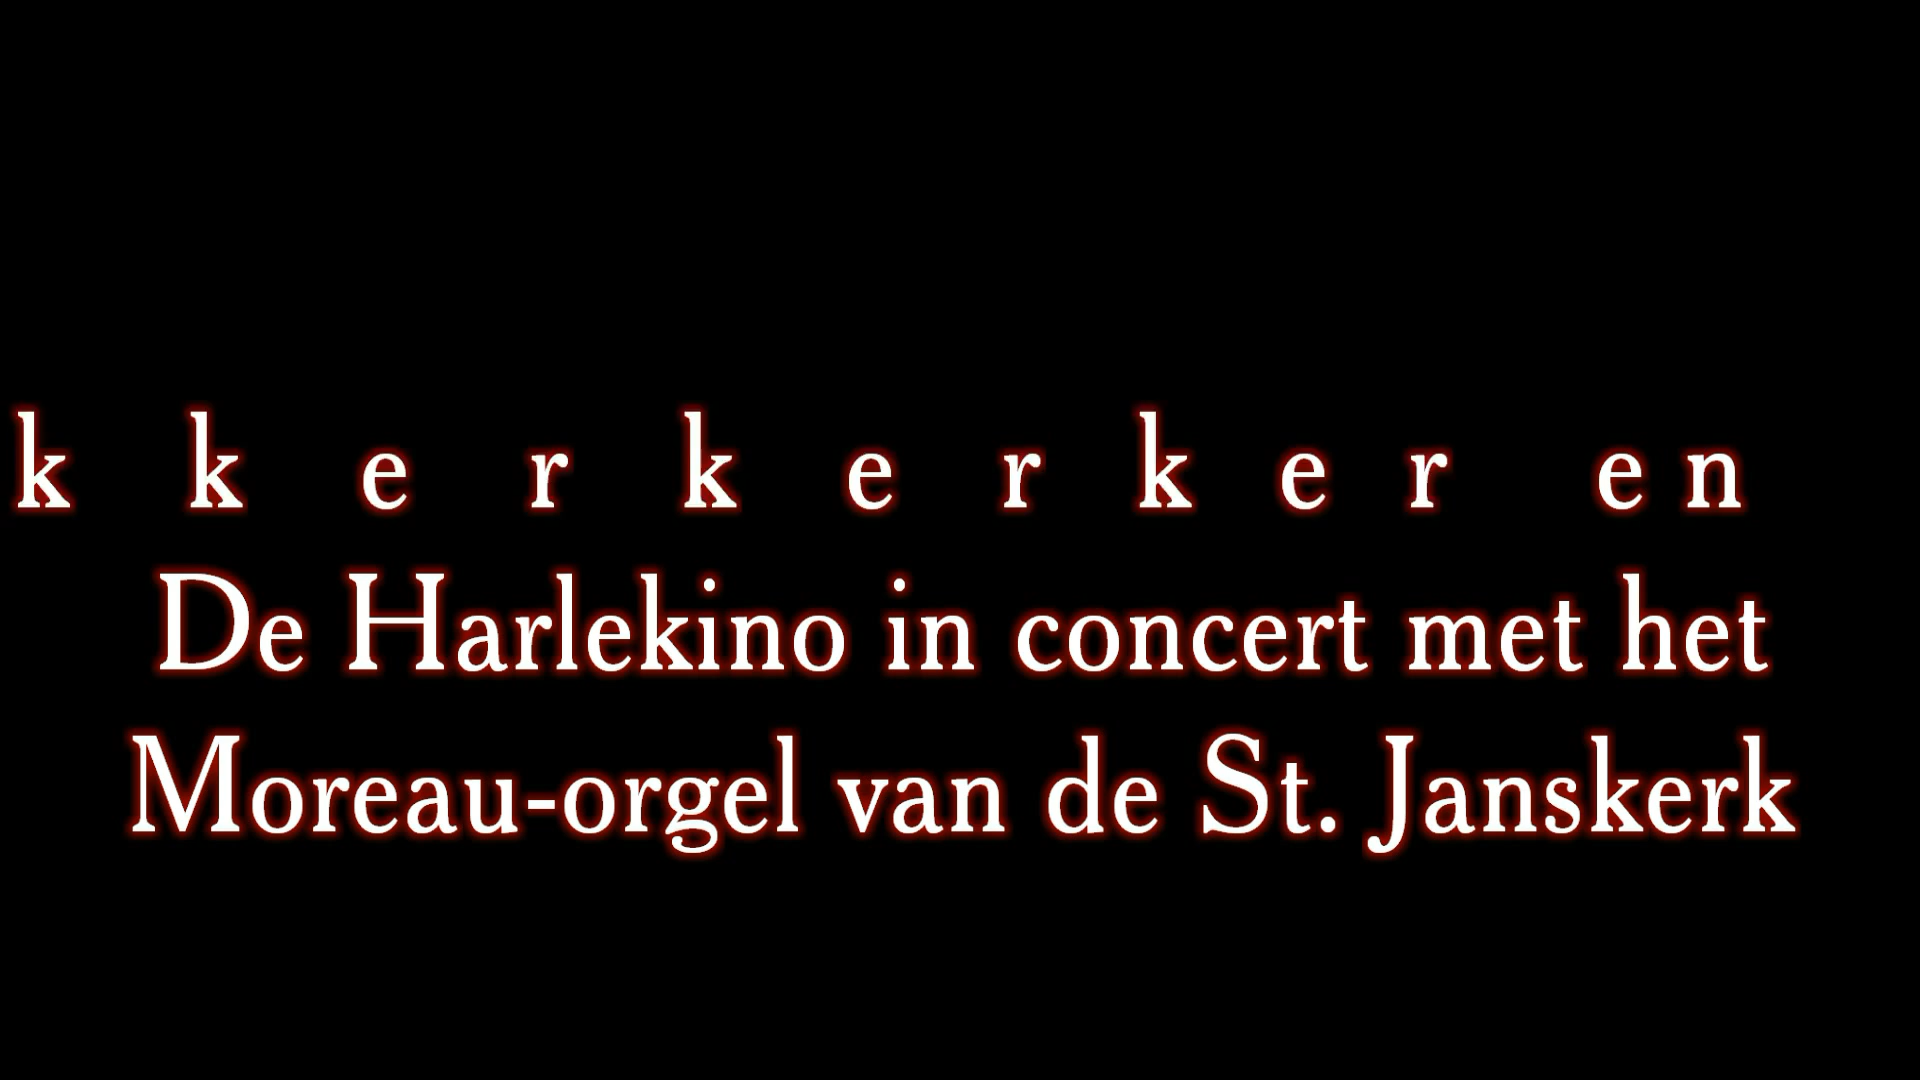 k k e r k e r k e r en
De Harlekino in concert met het
Moreau-orgel van de St. Janskerk